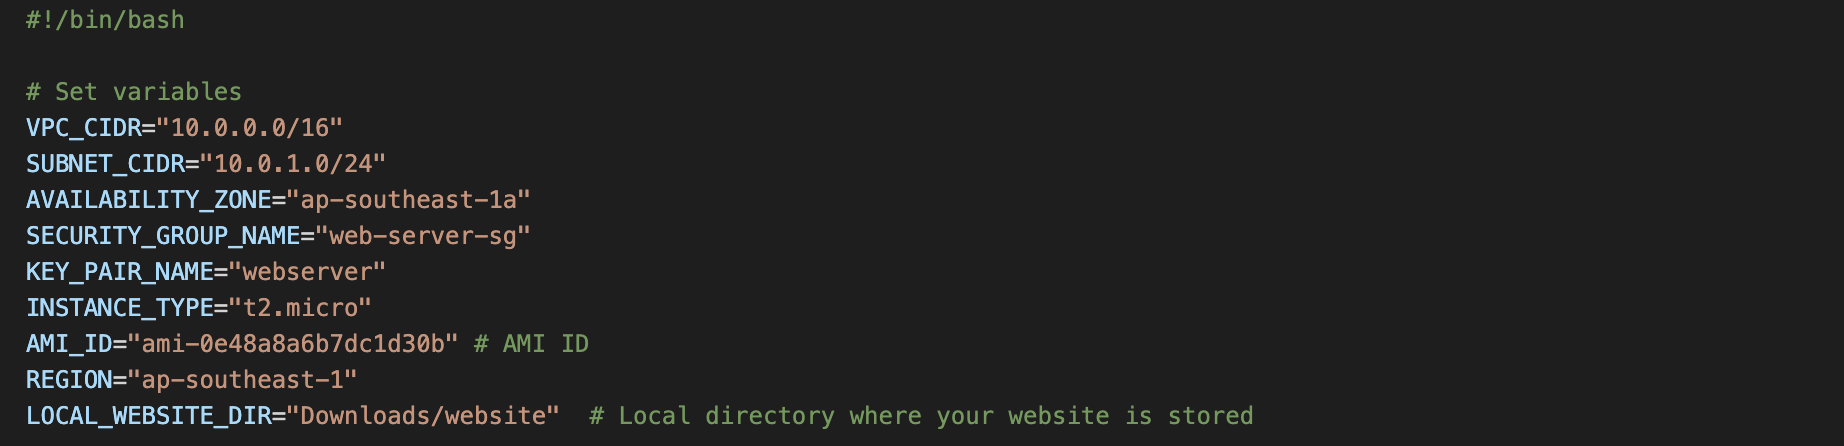 #!/bin/bash
# Set variables
VPC_CIDR="10.0.0.0/16"
SUBNET_CIDR="10.0.1.0/24"
AVAILABILITY_ZONE="ap-southeast-1a"
SECURITY_GROUP_NAME="web-server-sg"
KEY_PAIR_NAME="webserver"
INSTANCE_TYPE="t2.micro"
AMI_ID="ami-0e48a8a6b7dc1d30b" # AMI ID
REGION="ap-southeast-1"
LOCAL_WEBSITE_DIR="Downloads/website"  # Local directory where your website is stored